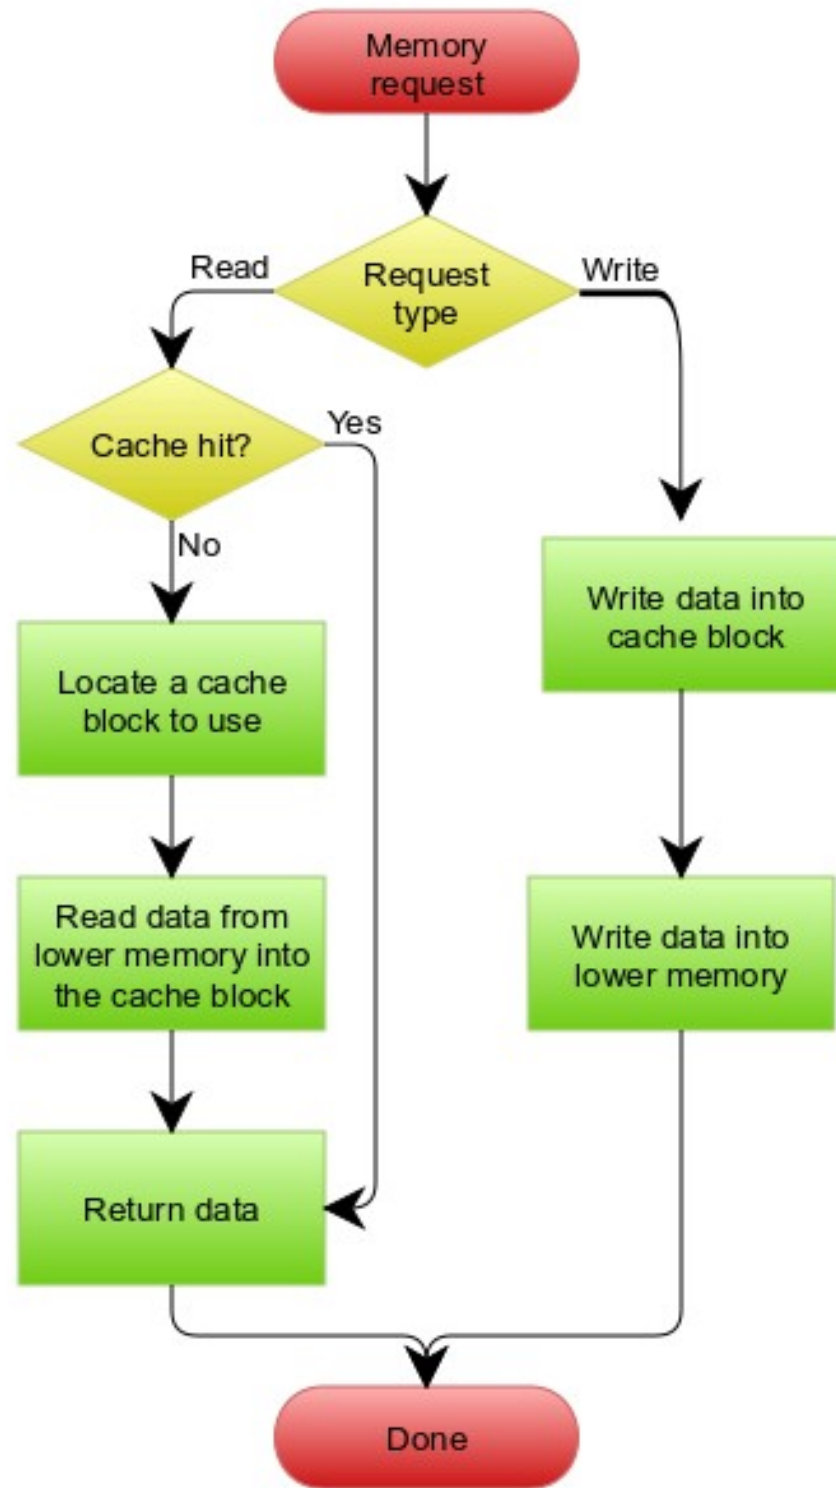 Memory
request
Request
type
Read
Write
Cache hit?
Yes
No
Locate a cache
block to use
Write data into
cache block
Read data from
lower memory into
the cache block
Write data into
lower memory
Return data
Done